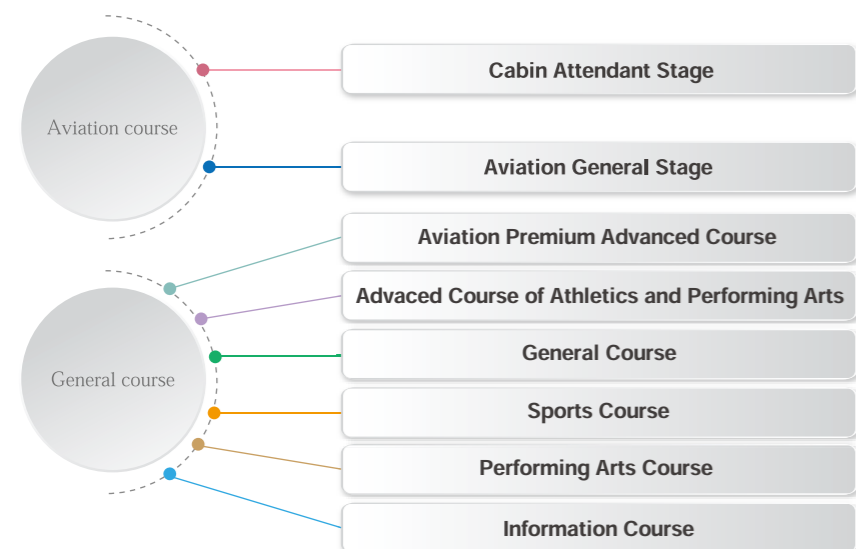 Aviation course
Cabin Attendant Stage
Aviation General Stage
General course
Aviation Premium Advanced Course
Advaced Course of Athletics and Performing Arts
General Course
Sports Course
Performing Arts Course
Information Course